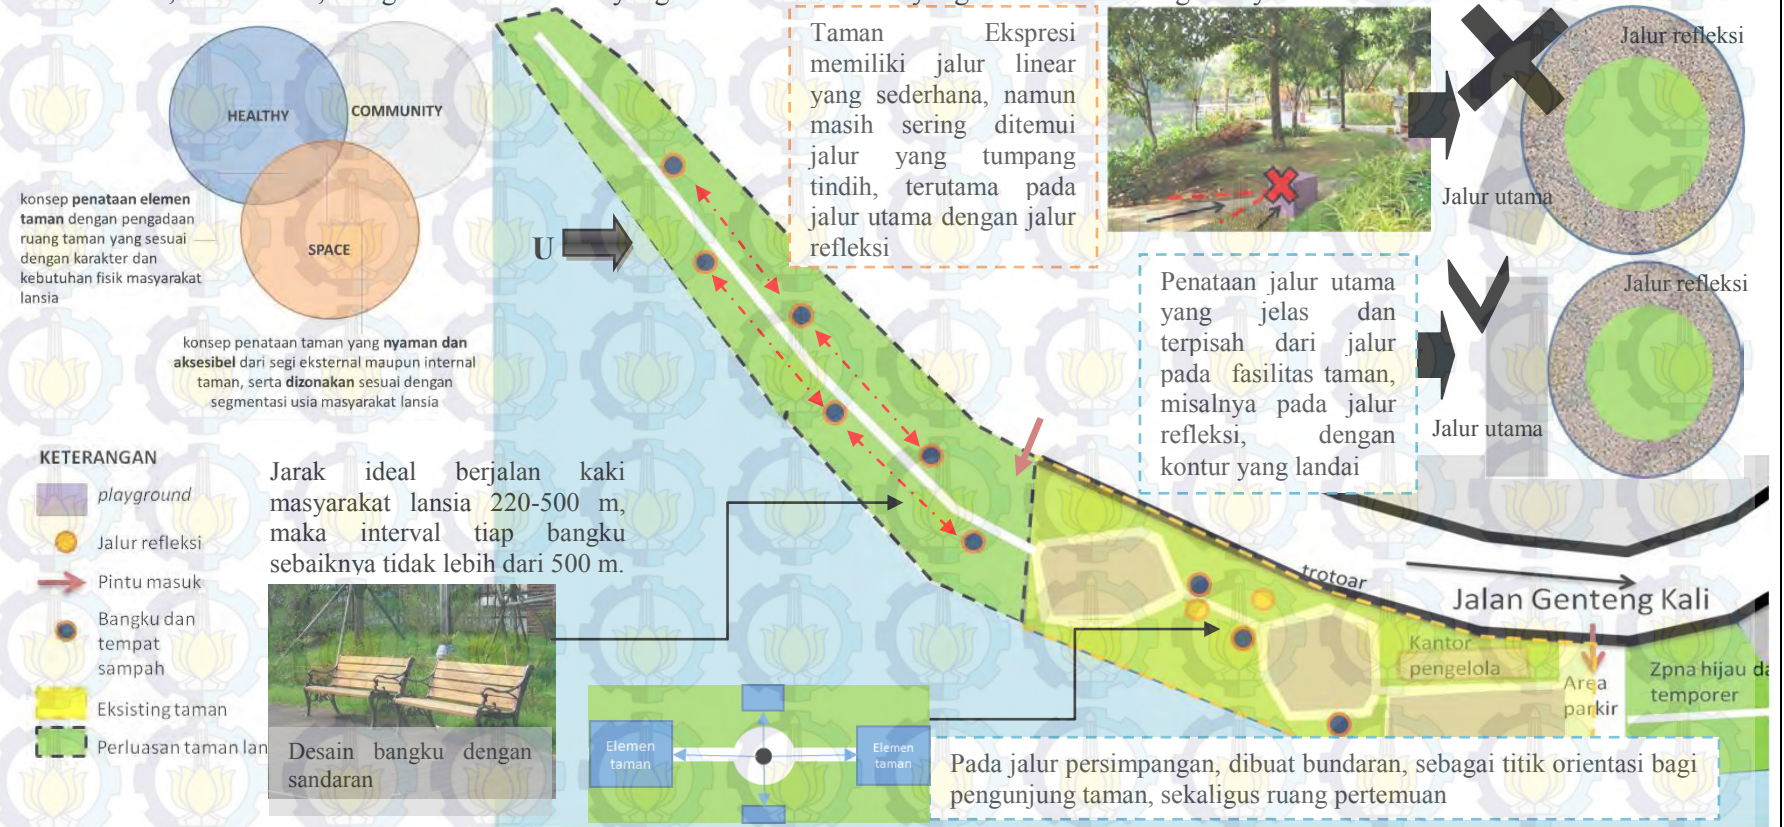 HEALTHY
COMMUNITY
SPACE
konsep penataan elemen
taman dengan pengadaan
ruang taman yang sesuai
dengan karakter dan
kebutuhan fisik masyarakat
lansia
konsep penataan taman yang nyaman dan
aksesibel dari segi eksternal maupun internal
taman, serta dizonakan sesuai dengan
segmentasi usia masyarakat lansia
KETERANGAN
playground
Jalur refleksi
Pintu masuk
Bangku dan
tempat
sampah
Eksisting taman
Perluasan taman lan
Jarak ideal berjalan kaki
masyarakat lansia 220-500 m,
maka interval tiap bangku
sebaiknya tidak lebih dari 500 m.
Desain bangku dengan
sandaran
U
Taman Ekspresi
memiliki jalur linear
yang sederhana, namun
masih sering ditemui
jalur yang tumpang
tindih, terutama pada
jalur utama dengan jalur
refleksi
Jalur refleksi
Jalur utama
Penataan jalur utama
yang jelas dan
terpisah dari jalur
pada fasilitas taman,
misalnya pada jalur
refleksi, dengan
kontur yang landai
Jalur refleksi
Jalur utama
trotoar
Jalan Genteng Kali
Kantor
pengelola
Area
parkir
Zpna hijau da
temporer
Elemen
taman
Elemen
taman
Pada jalur persimpangan, dibuat bundaran, sebagai titik orientasi bagi
pengunjung taman, sekaligus ruang pertemuan